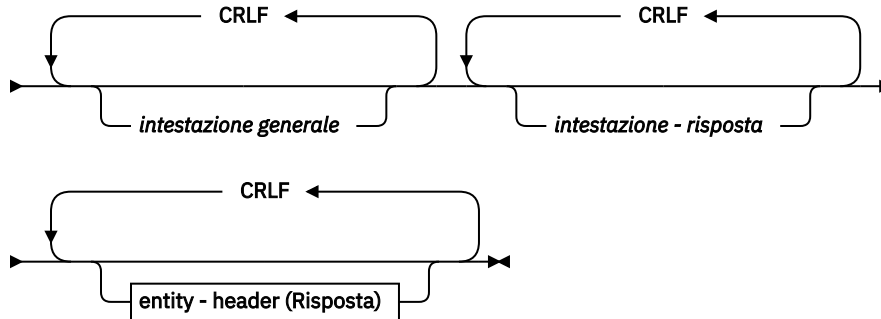 CRLF CRLF
intestazione generale intestazione - risposta
CRLF
entity - header (Risposta)